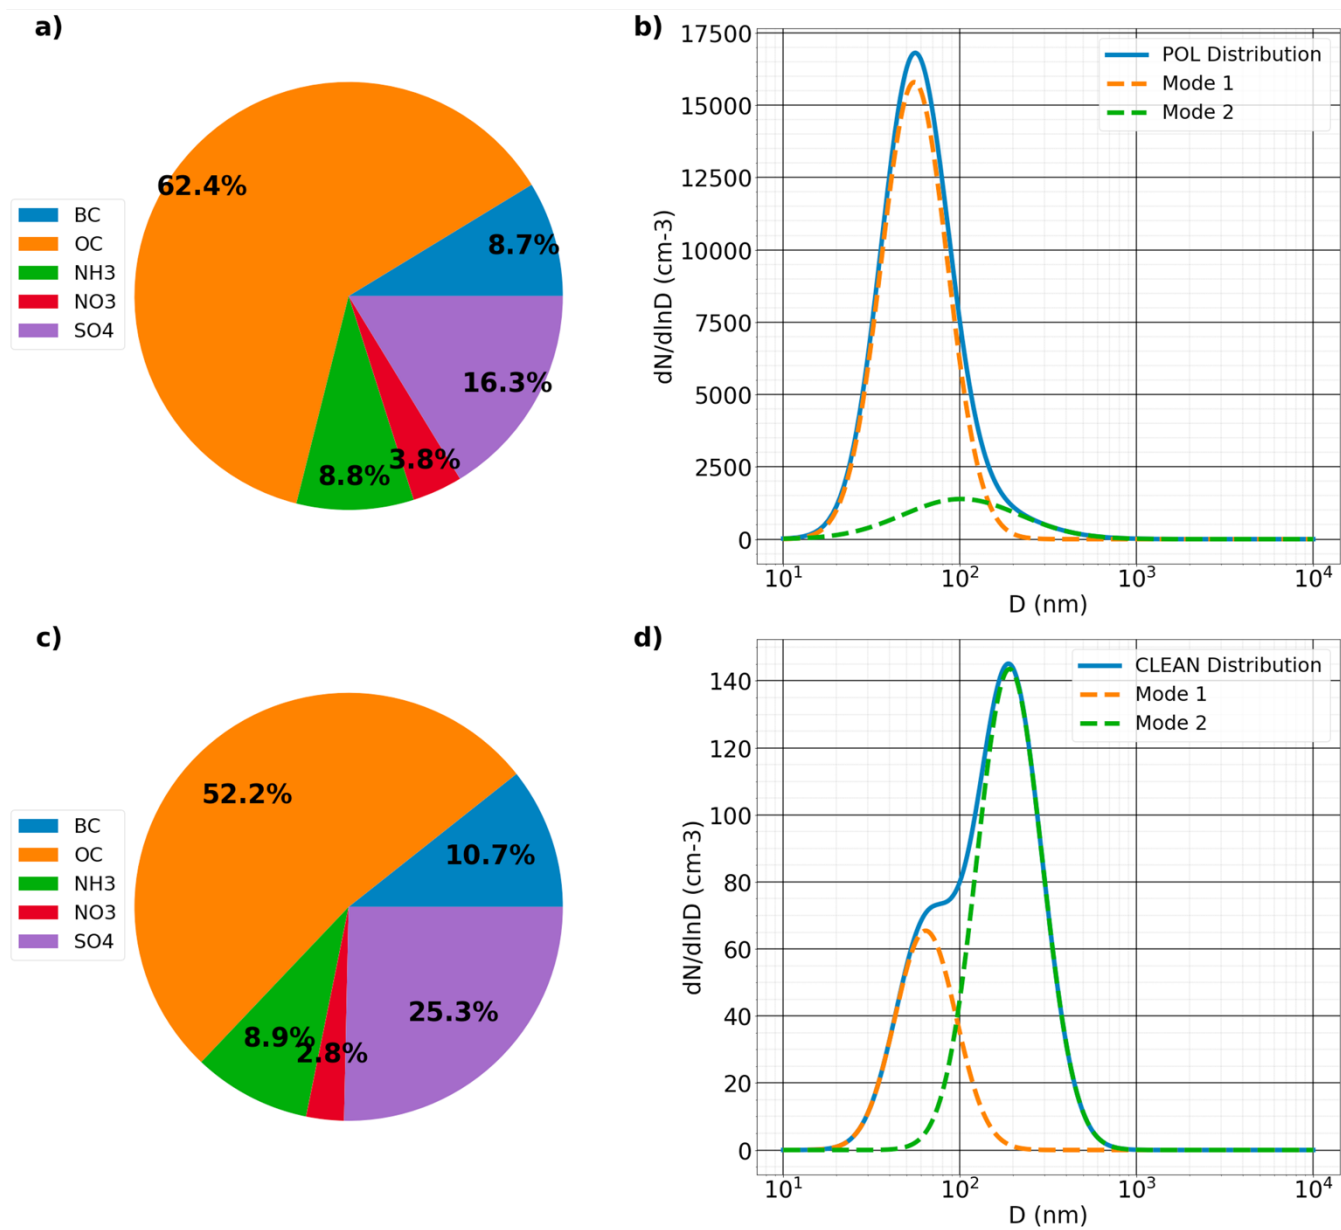 a)
62.4%
8.7%
16.3%
3.8%
8.8%
BC
OC
NH3
NO3
SO4
b)
17500
15000
12500
10000
7500
5000
2500
0
dN/dlnD (cm-3)
POL Distribution
Mode 1
Mode 2
10¹ 10² 10³ 10⁴
D (nm)
c)
52.2%
10.7%
25.3%
8.9%
2.8%
BC
OC
NH3
NO3
SO4
d)
140
120
100
80
60
40
20
0
dN/dlnD (cm-3)
CLEAN Distribution
Mode 1
Mode 2
10¹ 10² 10³ 10⁴
D (nm)